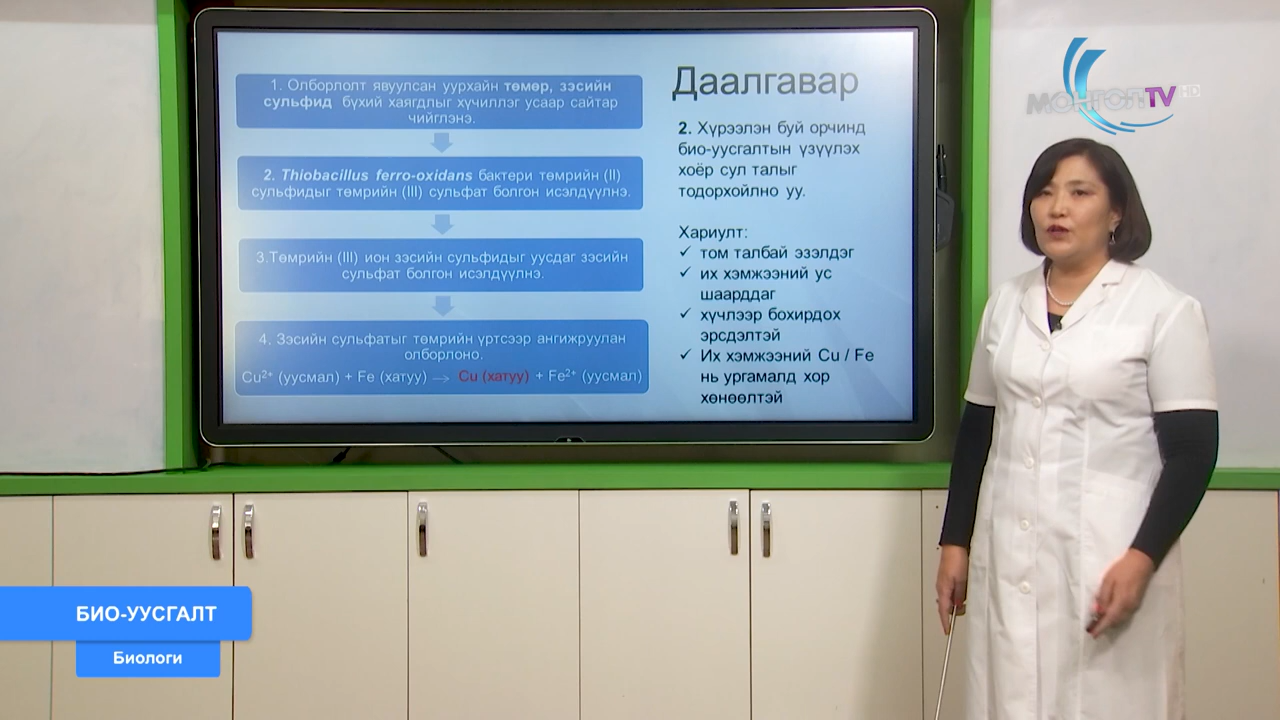 1. Олборлолт явуулсан уурхайн төмөр, зэсийн
сульфид бүхий хаягдлыг хүчиллэг усаар сайтар
чийглэнэ.
2. Thiobacillus ferro-oxidans бактери төмрийн (II)
сульфидыг төмрийн (III) сульфат болгон исэлдүүлнэ.
3.Төмрийн (III) ион зэсийн сульфидыг уусдаг зэсийн
сульфат болгон исэлдүүлнэ.
4. Зэсийн сульфатыг төмрийн үртсээр ангижруулан
олборлоно.
Cu²⁺ (уусмал) + Fe (хатуу) → Cu (хатуу) + Fe²⁺ (уусмал)
Даалгавар
2. Хүрээлэн буй орчинд
био-уусгалтын үзүүлэх
хоёр сул талыг
тодорхойлно уу.
Хариулт:
✓ том талбай эзэлдэг
✓ их хэмжээний ус
шаарддаг
✓ хүчлээр бохирдох
эрсдэлтэй
✓ Их хэмжээний Cu / Fe
нь ургамалд хор
хөнөөлтэй
МОНГОЛ TV HD
БИО-УУСГАЛТ
Биологи